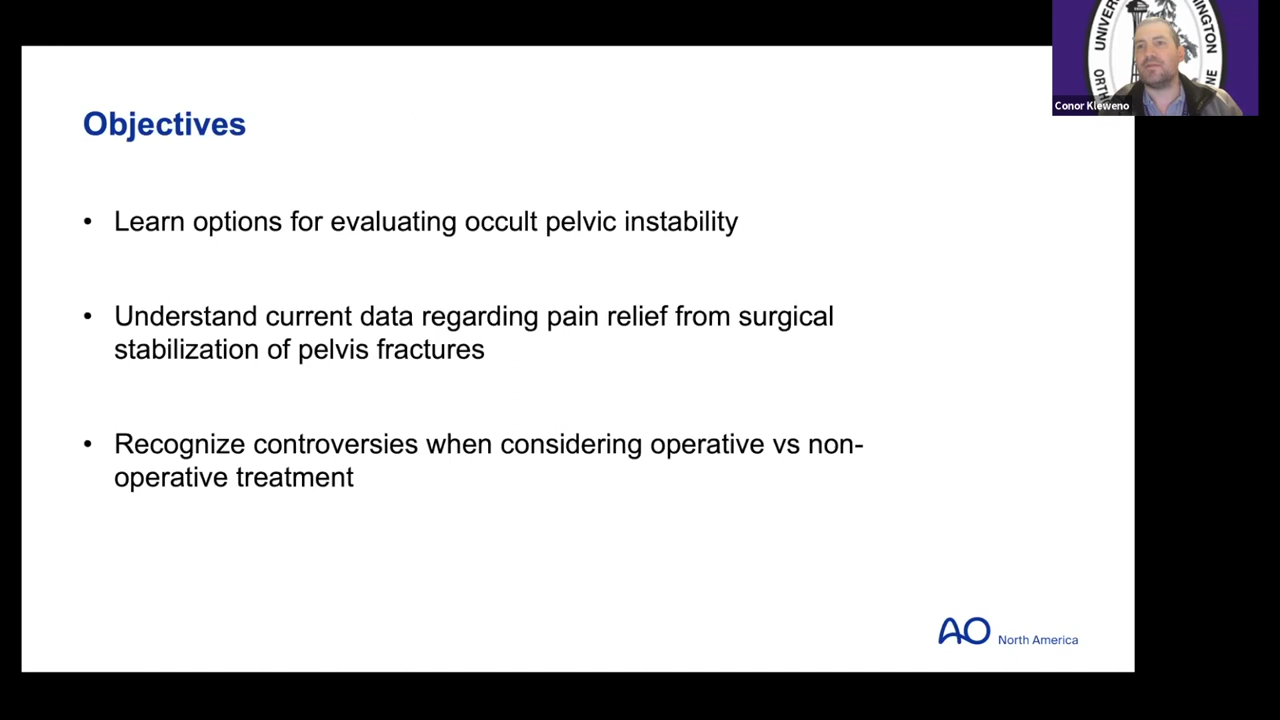 Objectives
• Learn options for evaluating occult pelvic instability
• Understand current data regarding pain relief from surgical
stabilization of pelvis fractures
• Recognize controversies when considering operative vs non-
operative treatment
AO North America
Conor Kleweno